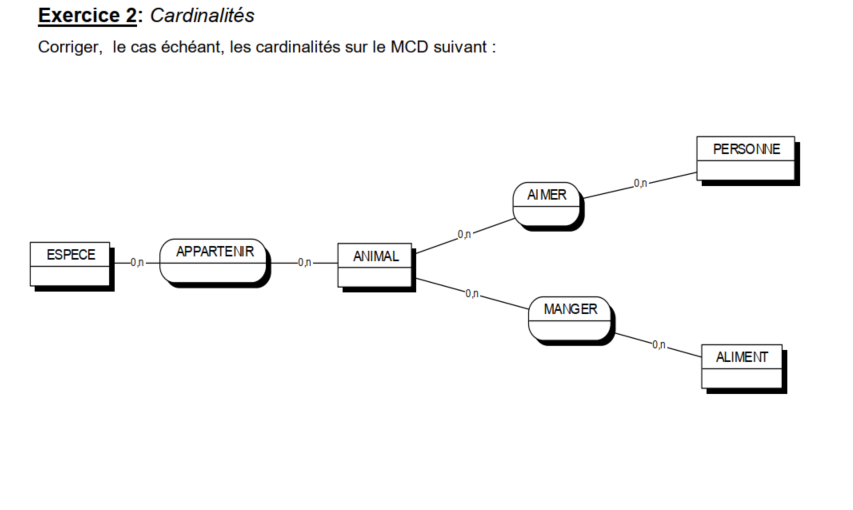 Exercice 2: Cardinalités
Corriger, le cas échéant, les cardinalités sur le MCD suivant :
PERSONNE
0,n
AIMER
0,n
ESPECE
0,n
APPARTENIR
0,n
ANIMAL
0,n
MANGER
0,n
ALIMENT